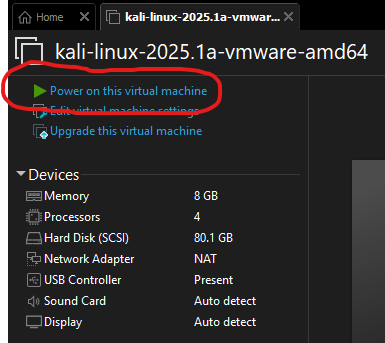 Home
kali-linux-2025.1a-vmwar...
kali-linux-2025.1a-vmware-amd64
Power on this virtual machine
Edit virtual machine settings
Upgrade this virtual machine
Devices
Memory 8 GB
Processors 4
Hard Disk (SCSI) 80.1 GB
Network Adapter NAT
USB Controller Present
Sound Card Auto detect
Display Auto detect